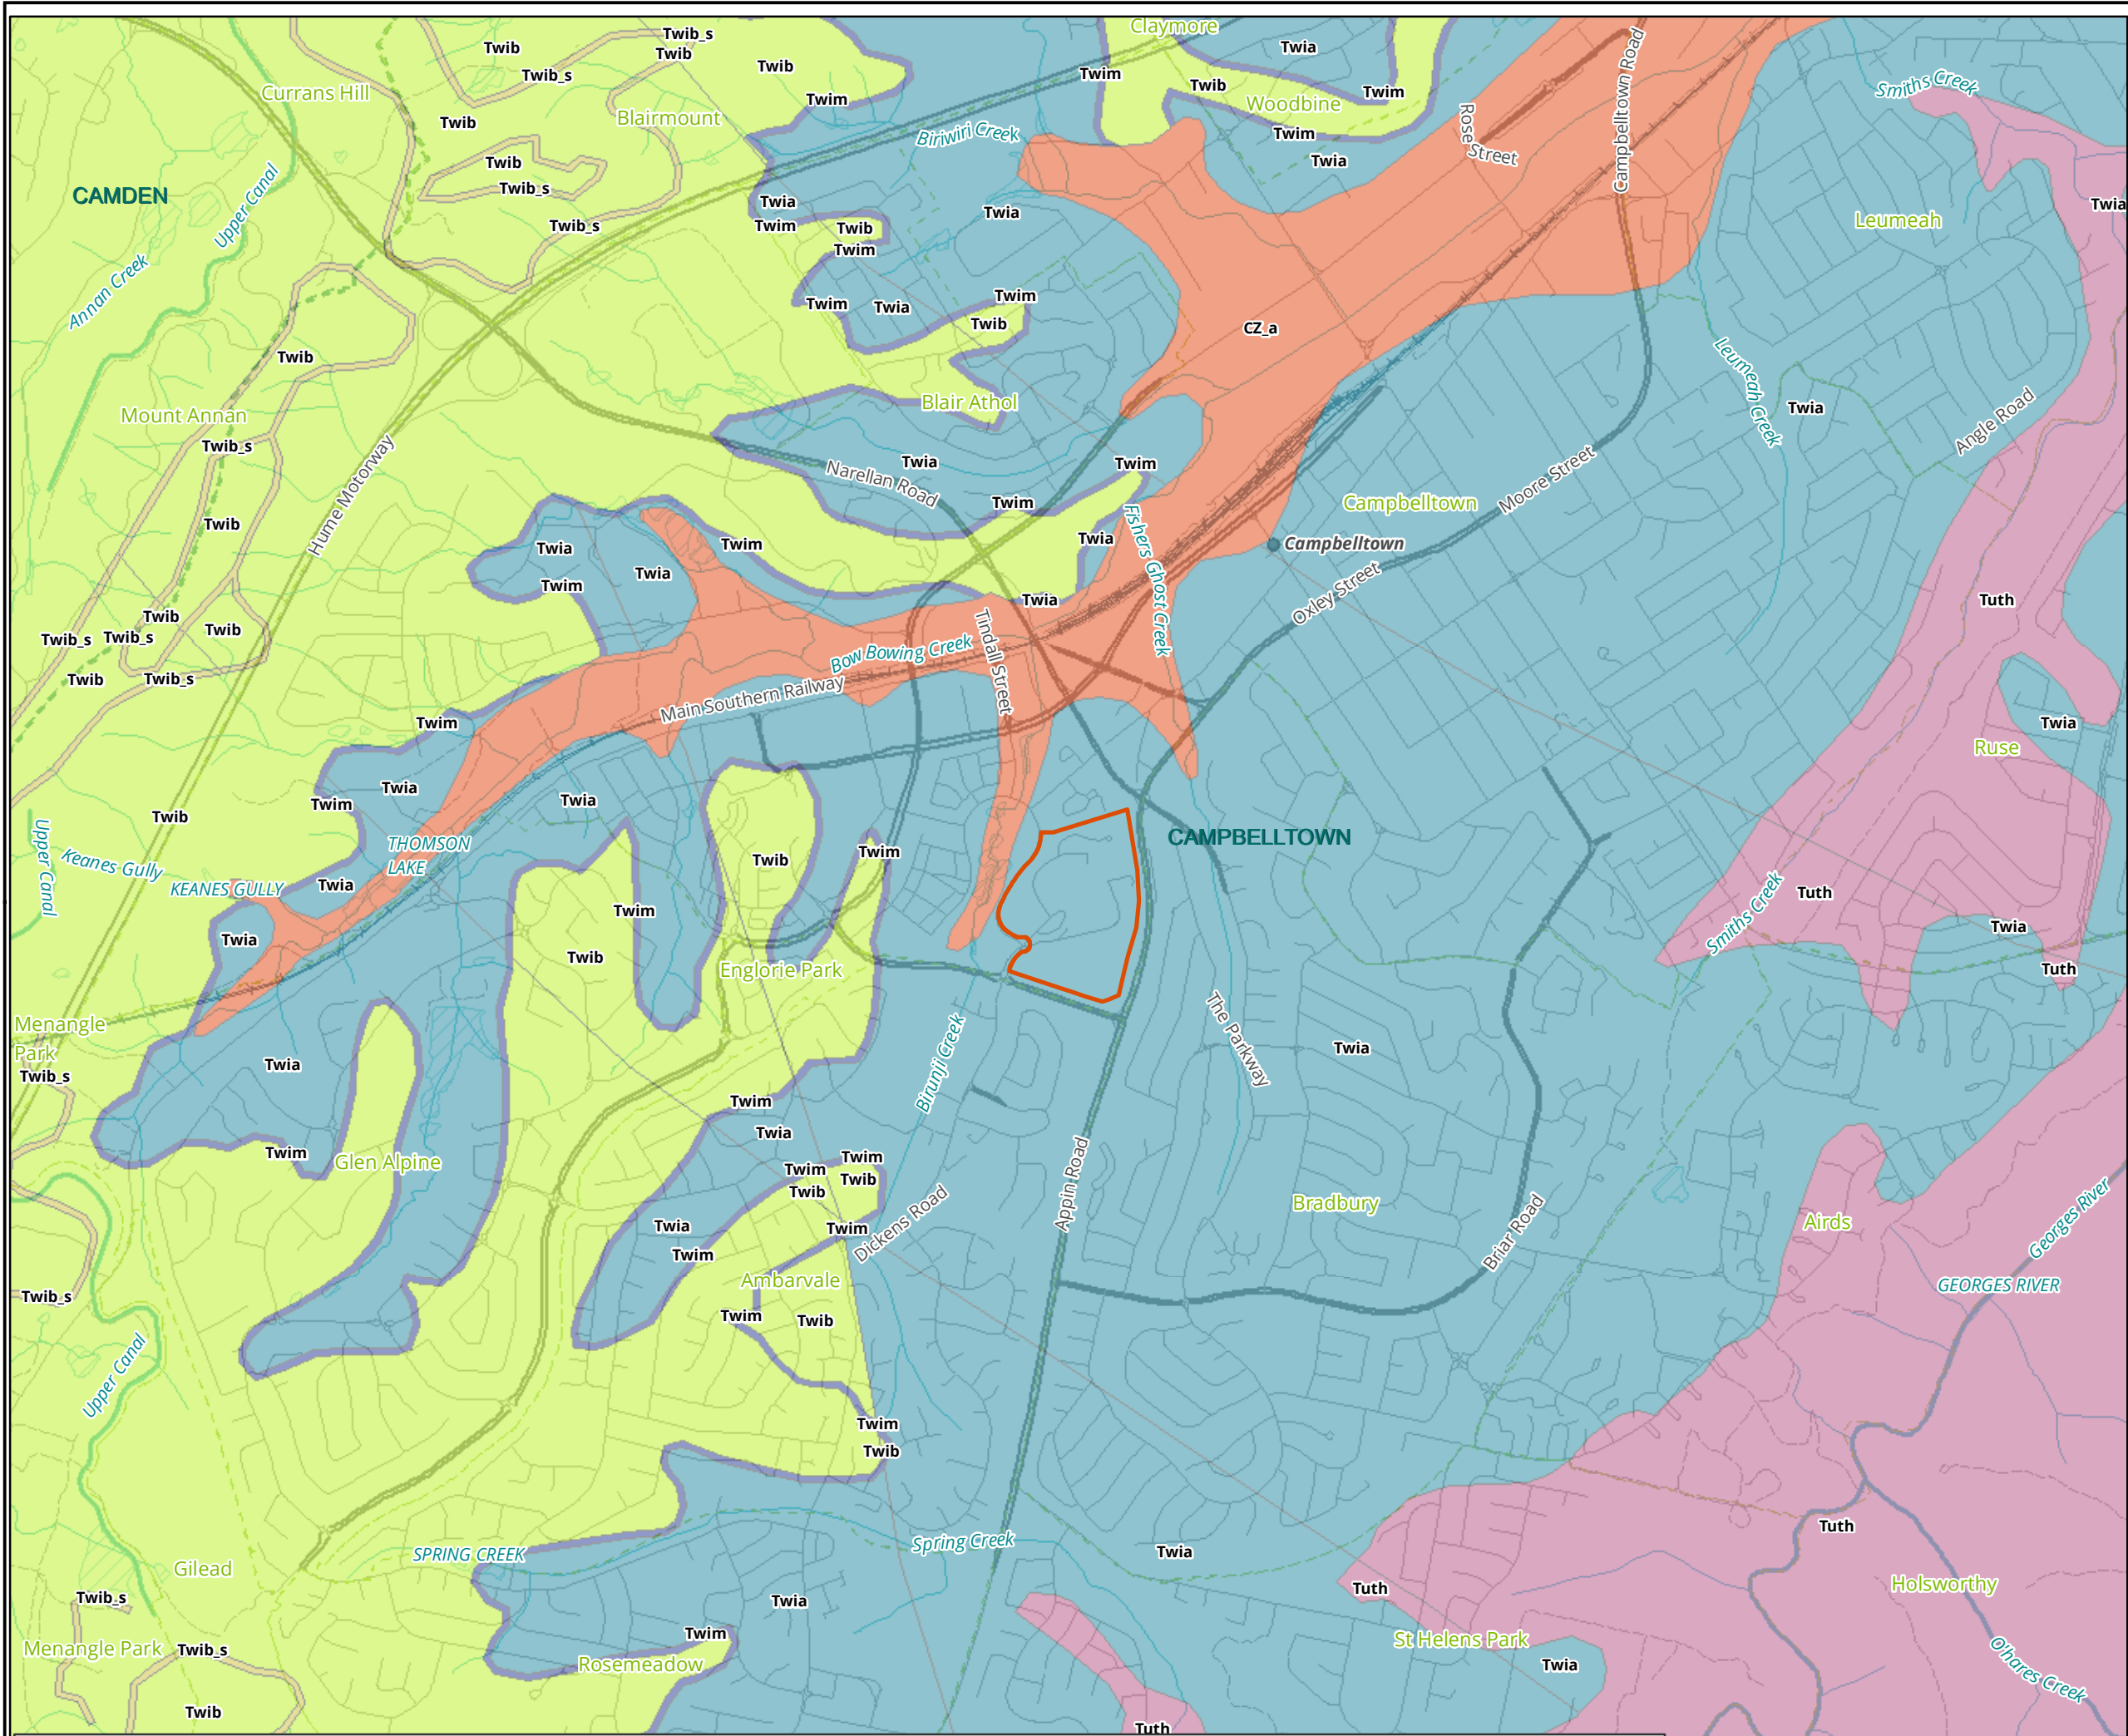 Claymore
Twib_s
Twib
Twib
Twia
Twib
Twib_s
Twim
Smiths Creek
Currans Hill
Twib
Twim
Twib
Twim
Woodbine
Campbelltown Road
Blairmount
Twib
Biriwiri Creek
Twim
Rose
Street
Twib
Twia
CAMDEN
Twib_s
Twia
Twia
Twia
Upper Canal
Twib_s
Twim
Twib
Leumeah
Twim
Annan Creek
Twim
Twia
Twim
Twib
CZ_a
Twib
Leumeah Creek
Mount Annan
Blair Athol
Twia
Angle Road
Twib_s
Narellan Road
Twia
Twim
Moore Street
Hume Motorway
Twim
Campbelltown
Twib
Twim
Twia
Fishers Ghost Creek
Campbelltown
Twia
Twia
Twim
Oxley Street
Twia
Tuth
Twib
Twib
Twib_s
Twib_s
Tindall Street
Bow Bowing Creek
Twib
Twib_s
Main Southern Railway
Twim
Twia
Ruse
Twia
Twia
Twim
Twib
CAMPBELLTOWN
Upper Canal
THOMSON
LAKE
Twim
Keanes Gully
Twib
KEANES GULLY
Twia
Tuth
Twim
Smiths Creek
Twia
Twia
Twib
Englorie Park
Tuth
Menangle
Park
The Parkway
Twia
Twia
Twib_s
Birunji Creek
Twim
Twia
Twim
Glen Alpine
Twim
Twim
Twib
Twib
Appin Road
Bradbury
Airds
Georges River
Twia
Twim
Dickens Road
Twim
Briar Road
Ambarvale
GEORGES RIVER
Twib_s
Twim
Twib
Upper Canal
Twim
Twib
Tuth
Spring Creek
SPRING CREEK
Twia
Gilead
Tuth
Holsworthy
Twib_s
Twia
Twim
St Helens Park
Menangle Park
Twib_s
Rosemeadow
Twia
O'hares Creek
Twib
Tuth